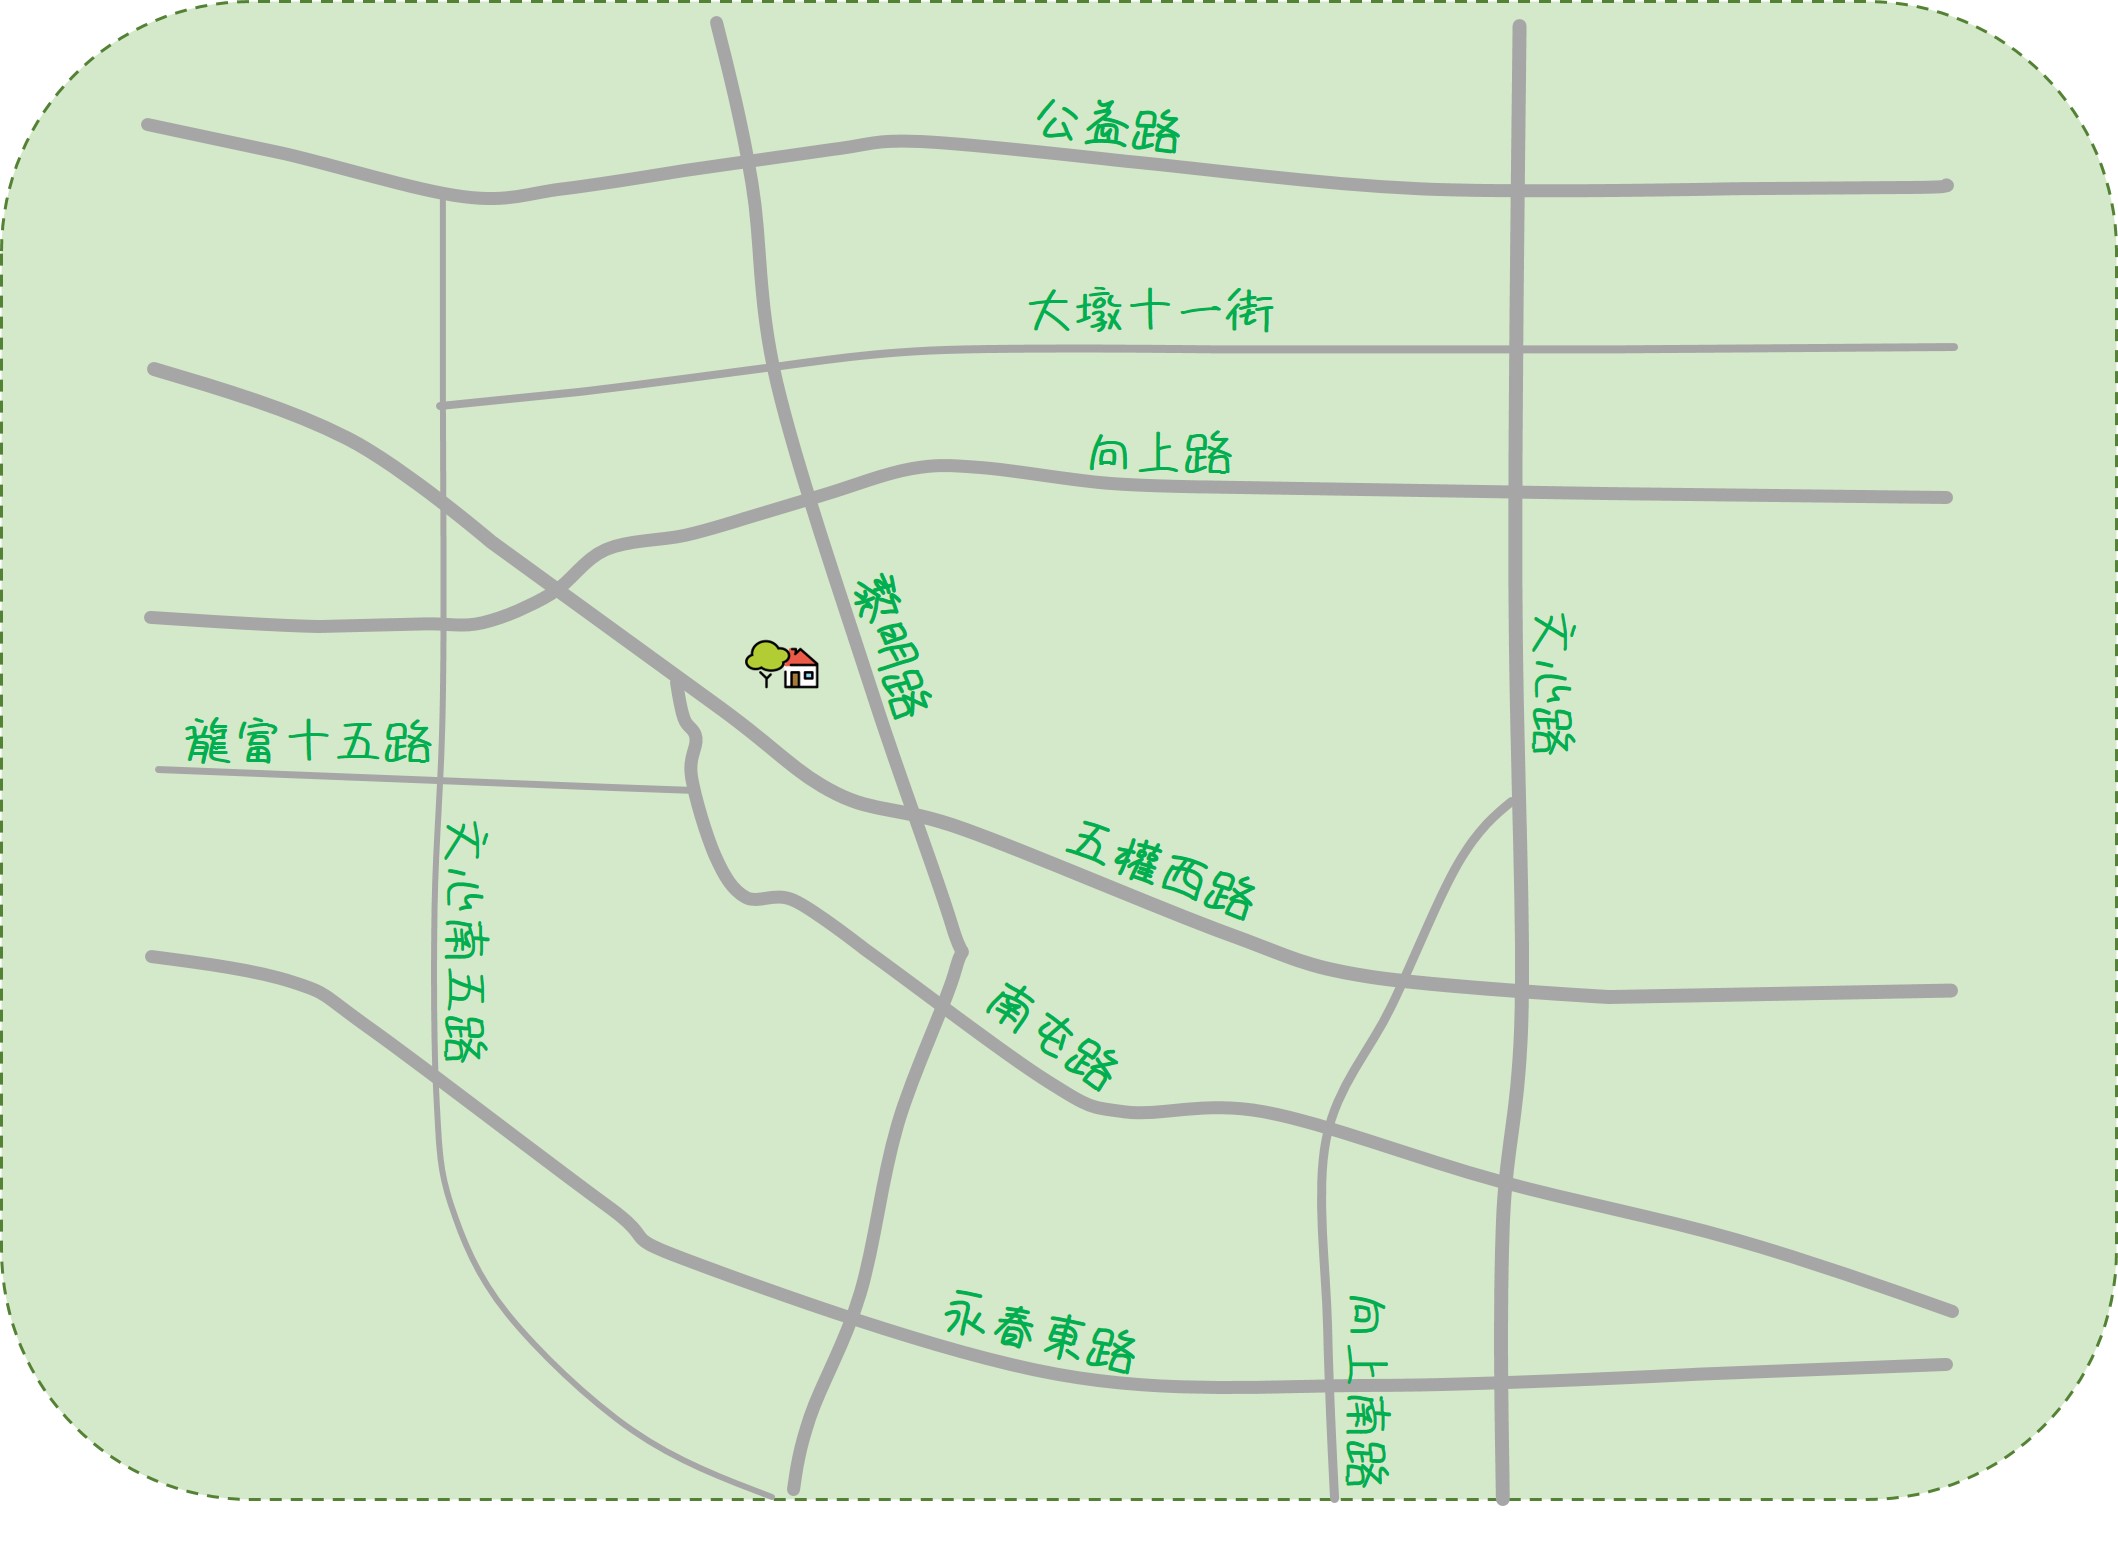 公益路
大墩十一街
向上路
黎明路
文心路
龍富十五路
文心南五路
五權西路
南屯路
永春東路
向上南路